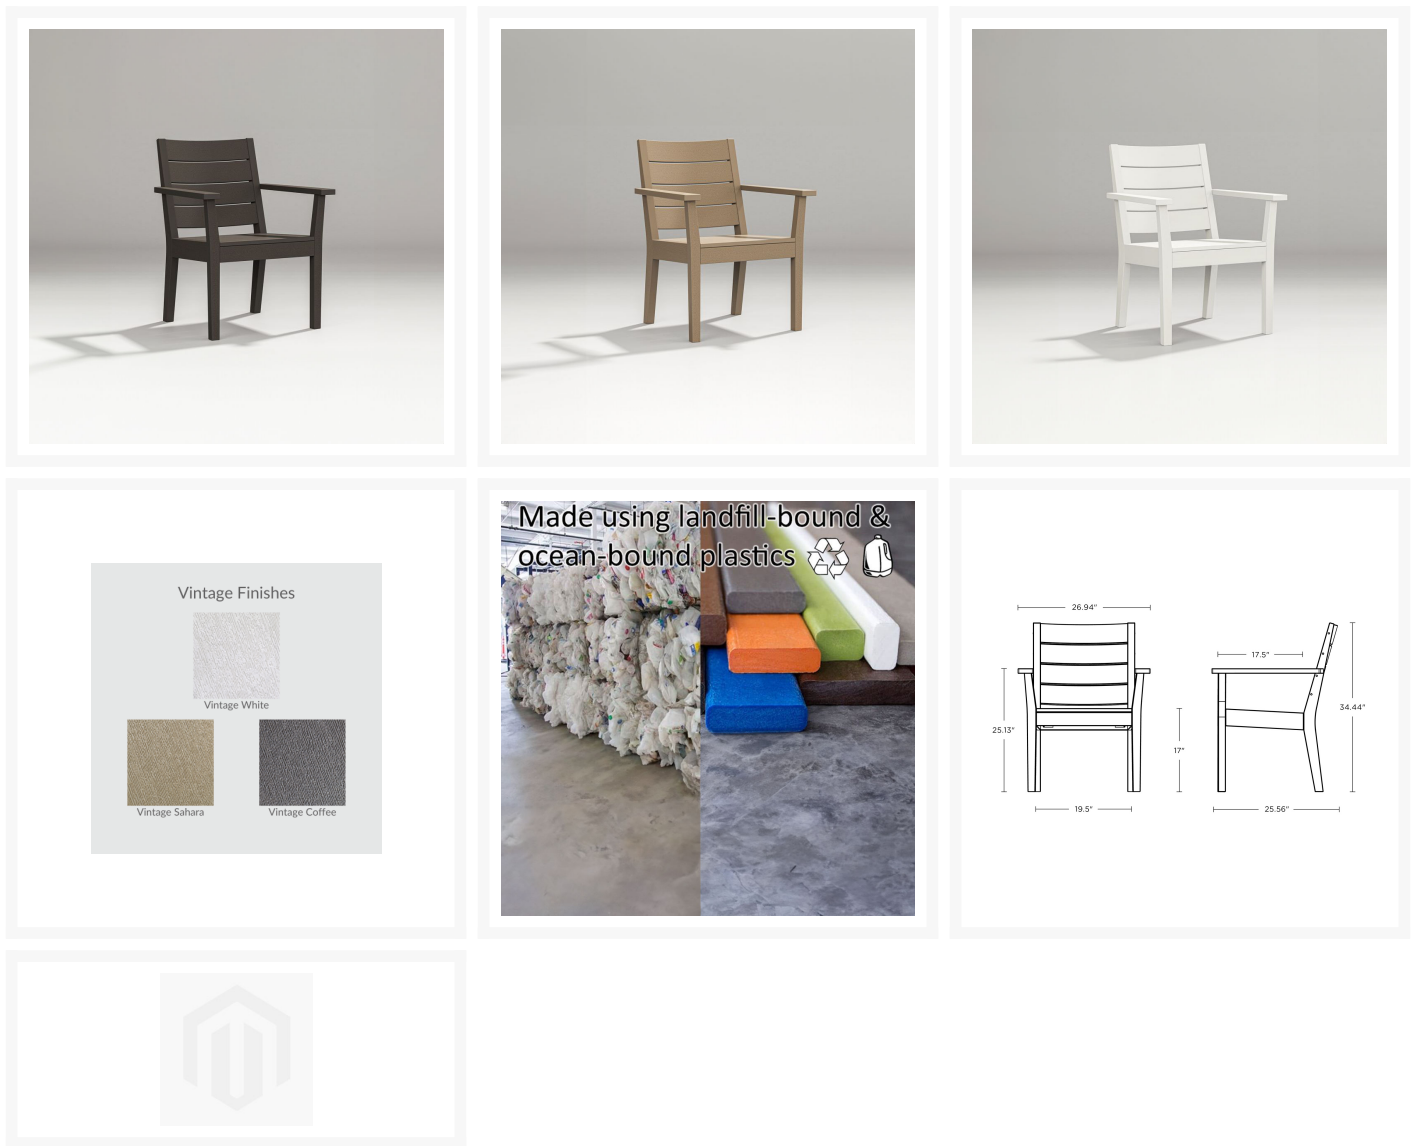 Vintage Finishes
Vintage White
Vintage Sahara
Vintage Coffee
Made using landfill-bound &
ocean-bound plastics
26.94"
17.5"
34.44"
25.13"
17"
19.5"
25.56"